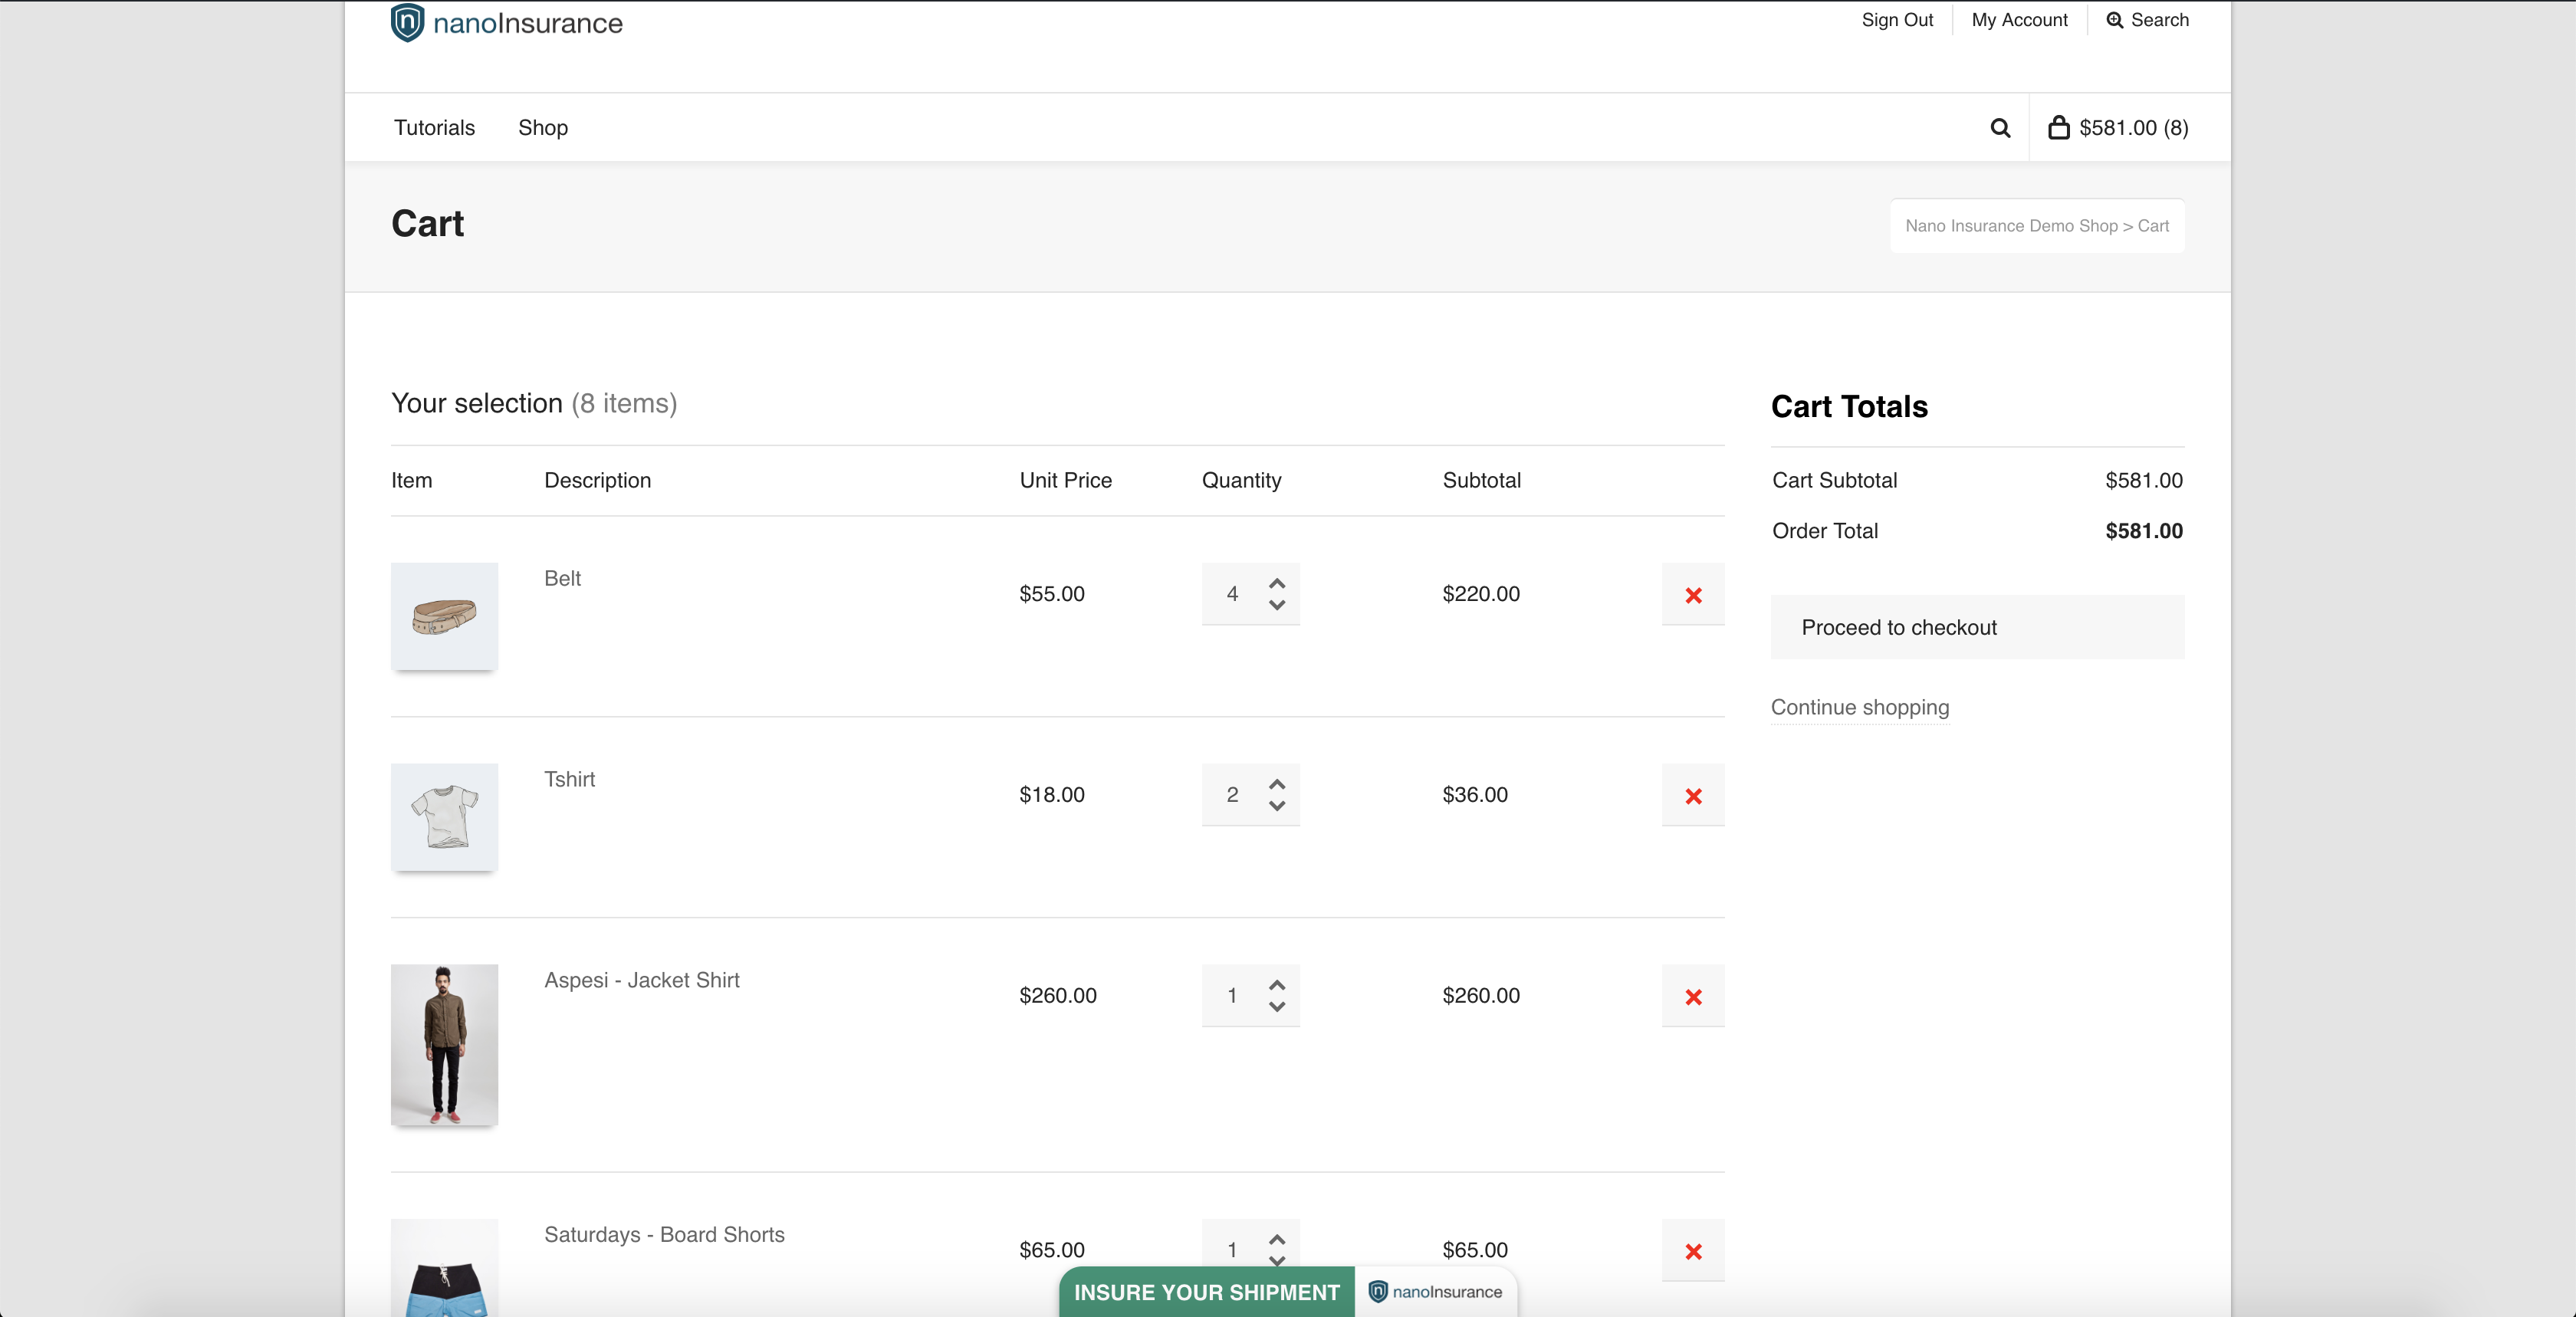 nanoInsurance
Sign Out
My Account
Search
Tutorials
Shop
$581.00 (8)
Cart
Nano Insurance Demo Shop > Cart
Your selection (8 items)
Item Description Unit Price Quantity Subtotal
Belt
$55.00 4 $220.00
Tshirt
$18.00 2 $36.00
Aspesi - Jacket Shirt
$260.00 1 $260.00
Saturdays - Board Shorts
$65.00 1 $65.00
Cart Totals
Cart Subtotal $581.00
Order Total $581.00
Proceed to checkout
Continue shopping
INSURE YOUR SHIPMENT nanoInsurance